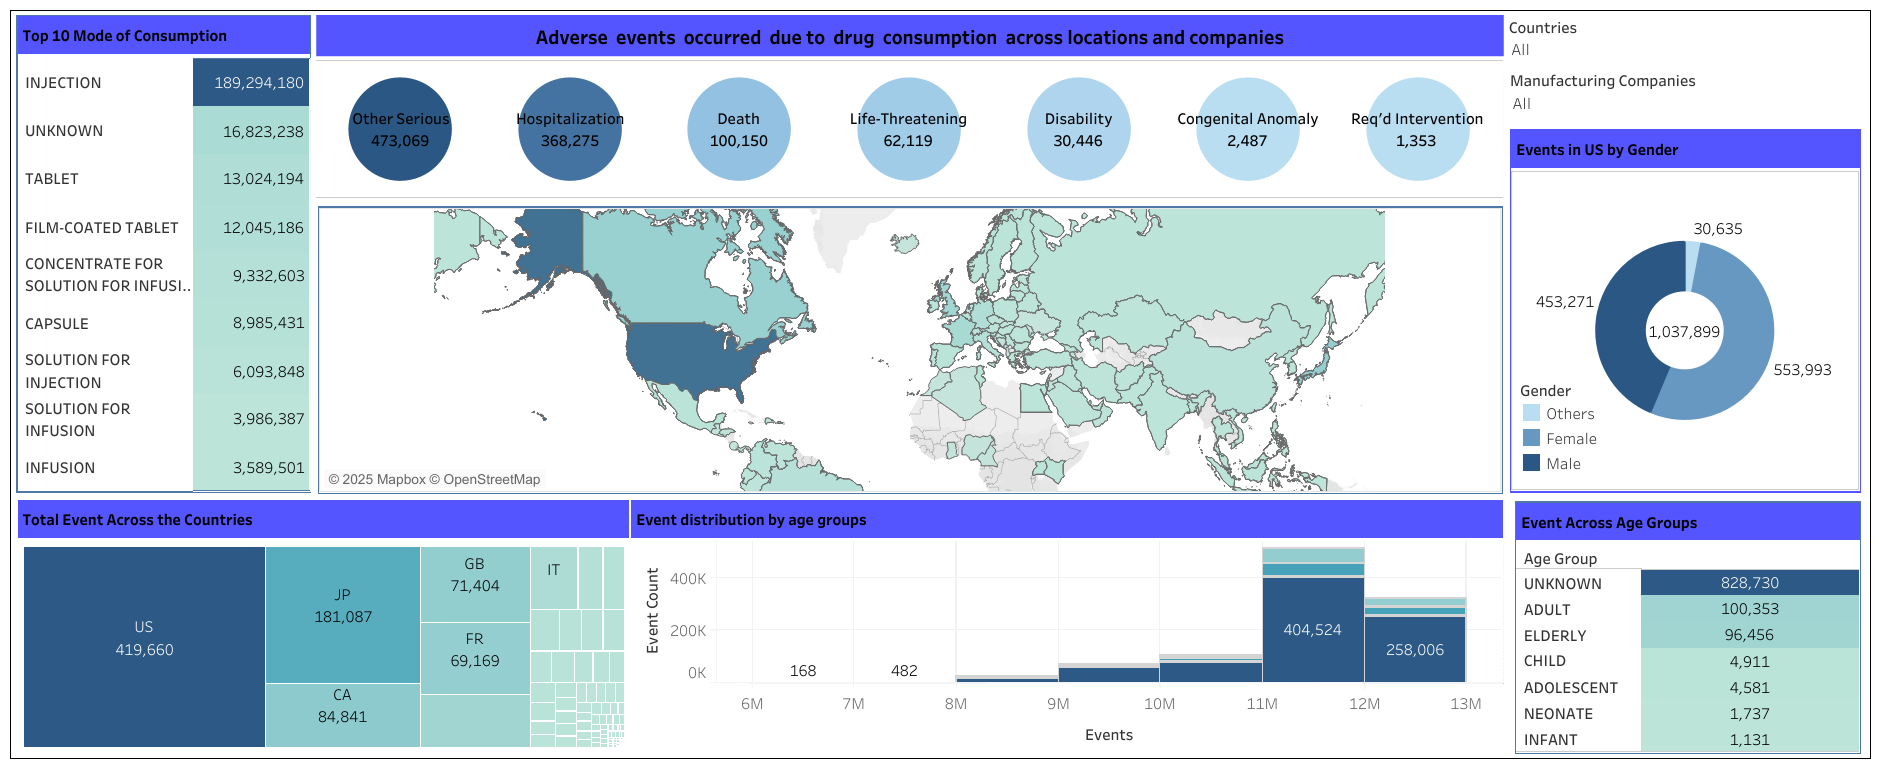 Top 10 Mode of Consumption
INJECTION 189,294,180
UNKNOWN 16,823,238
TABLET 13,024,194
FILM-COATED TABLET 12,045,186
CONCENTRATE FOR
SOLUTION FOR INFUSI.. 9,332,603
CAPSULE 8,985,431
SOLUTION FOR
INJECTION 6,093,848
SOLUTION FOR
INFUSION 3,986,387
INFUSION 3,589,501
Adverse events occurred due to drug consumption across locations and companies
Other Serious
473,069
Hospitalization
368,275
Death
100,150
Life-Threatening
62,119
Disability
30,446
Congenital Anomaly
2,487
Req'd Intervention
1,353
© 2025 Mapbox © OpenStreetMap
Countries
All
Manufacturing Companies
All
Events in US by Gender
30,635
453,271
1,037,899
553,993
Gender
Others
Female
Male
Total Event Across the Countries
US
419,660
JP
181,087
CA
84,841
GB
71,404
FR
69,169
IT
Event distribution by age groups
Event Count
400K
200K
0K
168
482
404,524
258,006
6M 7M 8M 9M 10M 11M 12M 13M
Events
Event Across Age Groups
Age Group
UNKNOWN 828,730
ADULT 100,353
ELDERLY 96,456
CHILD 4,911
ADOLESCENT 4,581
NEONATE 1,737
INFANT 1,131